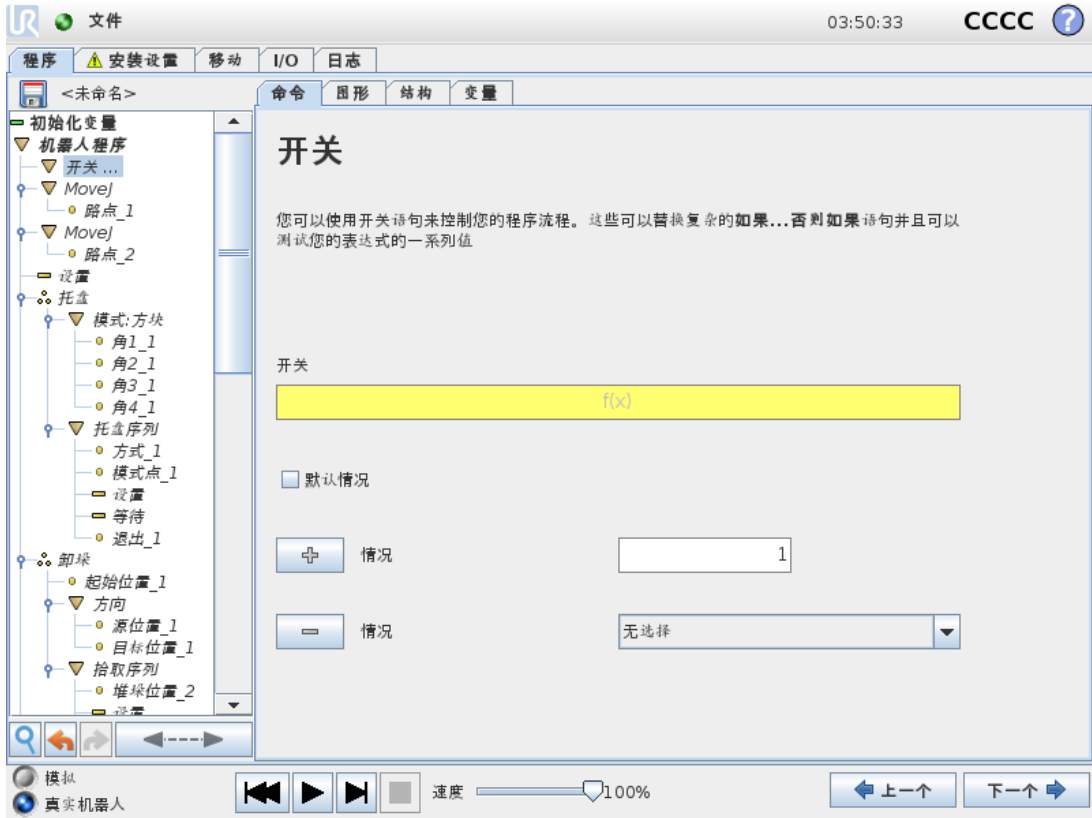 UR 文件 03:50:33 CCCC ?
程序 安装设置 移动 I/O 日志
<未命名>
命令 图形 结构 变量
初始化变量
机器人程序
开关 ...
MoveJ
路点_1
MoveJ
路点_2
设置
托盘
模式:方块
角1_1
角2_1
角3_1
角4_1
托盘序列
方式_1
模式点_1
设置
等待
退出_1
卸垛
起始位置_1
方向
源位置_1
目标位置_1
拾取序列
堆垛位置_2
设置
开关
您可以使用开关语句来控制您的程序流程。这些可以替换复杂的如果...否则如果语句并且可以
测试您的表达式的一系列值
开关
f(x)
默认情况
情况 1
情况 无选择
模拟
真实机器人
速度 100%
上一个 下一个